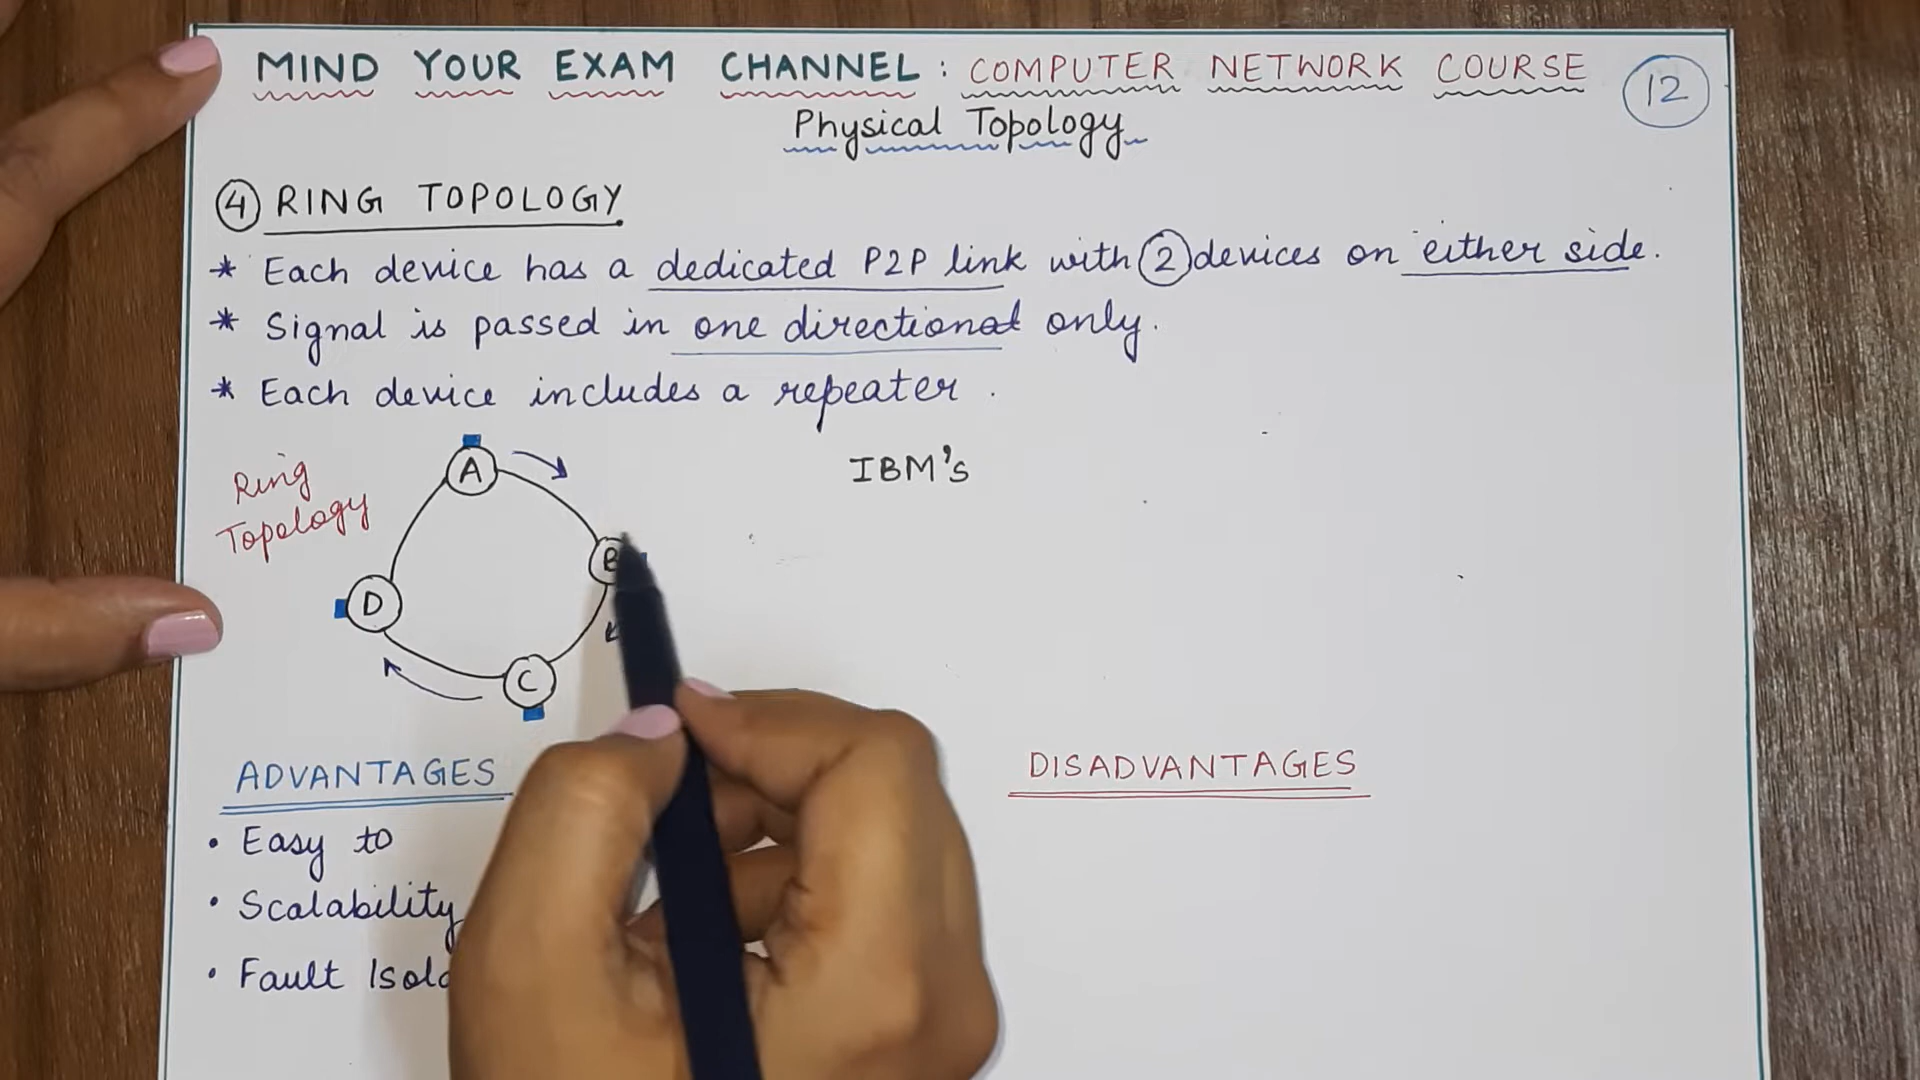 MIND YOUR EXAM CHANNEL : COMPUTER NETWORK COURSE
12
Physical Topology
4 RING TOPOLOGY
* Each device has a dedicated P2P link with 2 devices on either side.
* Signal is passed in one directional only.
* Each device includes a repeater.
Ring
Topology
A
B
C
D
IBM's
ADVANTAGES
• Easy to
• Scalability
• Fault
DISADVANTAGES